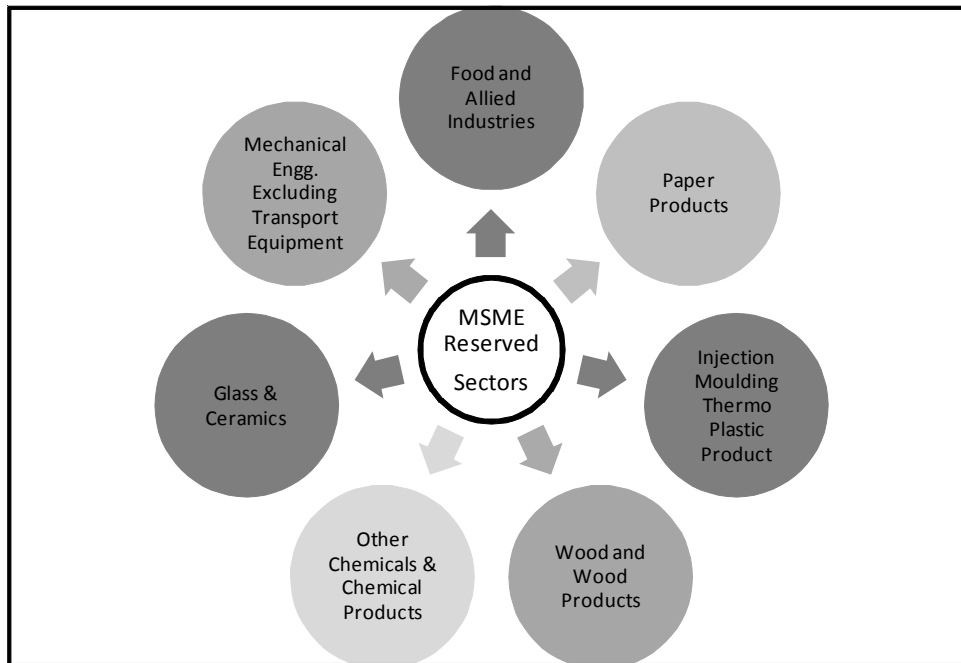 Food and
Allied
Industries
Mechanical
Engg.
Excluding
Transport
Equipment
Paper
Products
MSME
Reserved
Sectors
Injection
Moulding
Thermo
Plastic
Product
Glass &
Ceramics
Other
Chemicals &
Chemical
Products
Wood and
Wood
Products